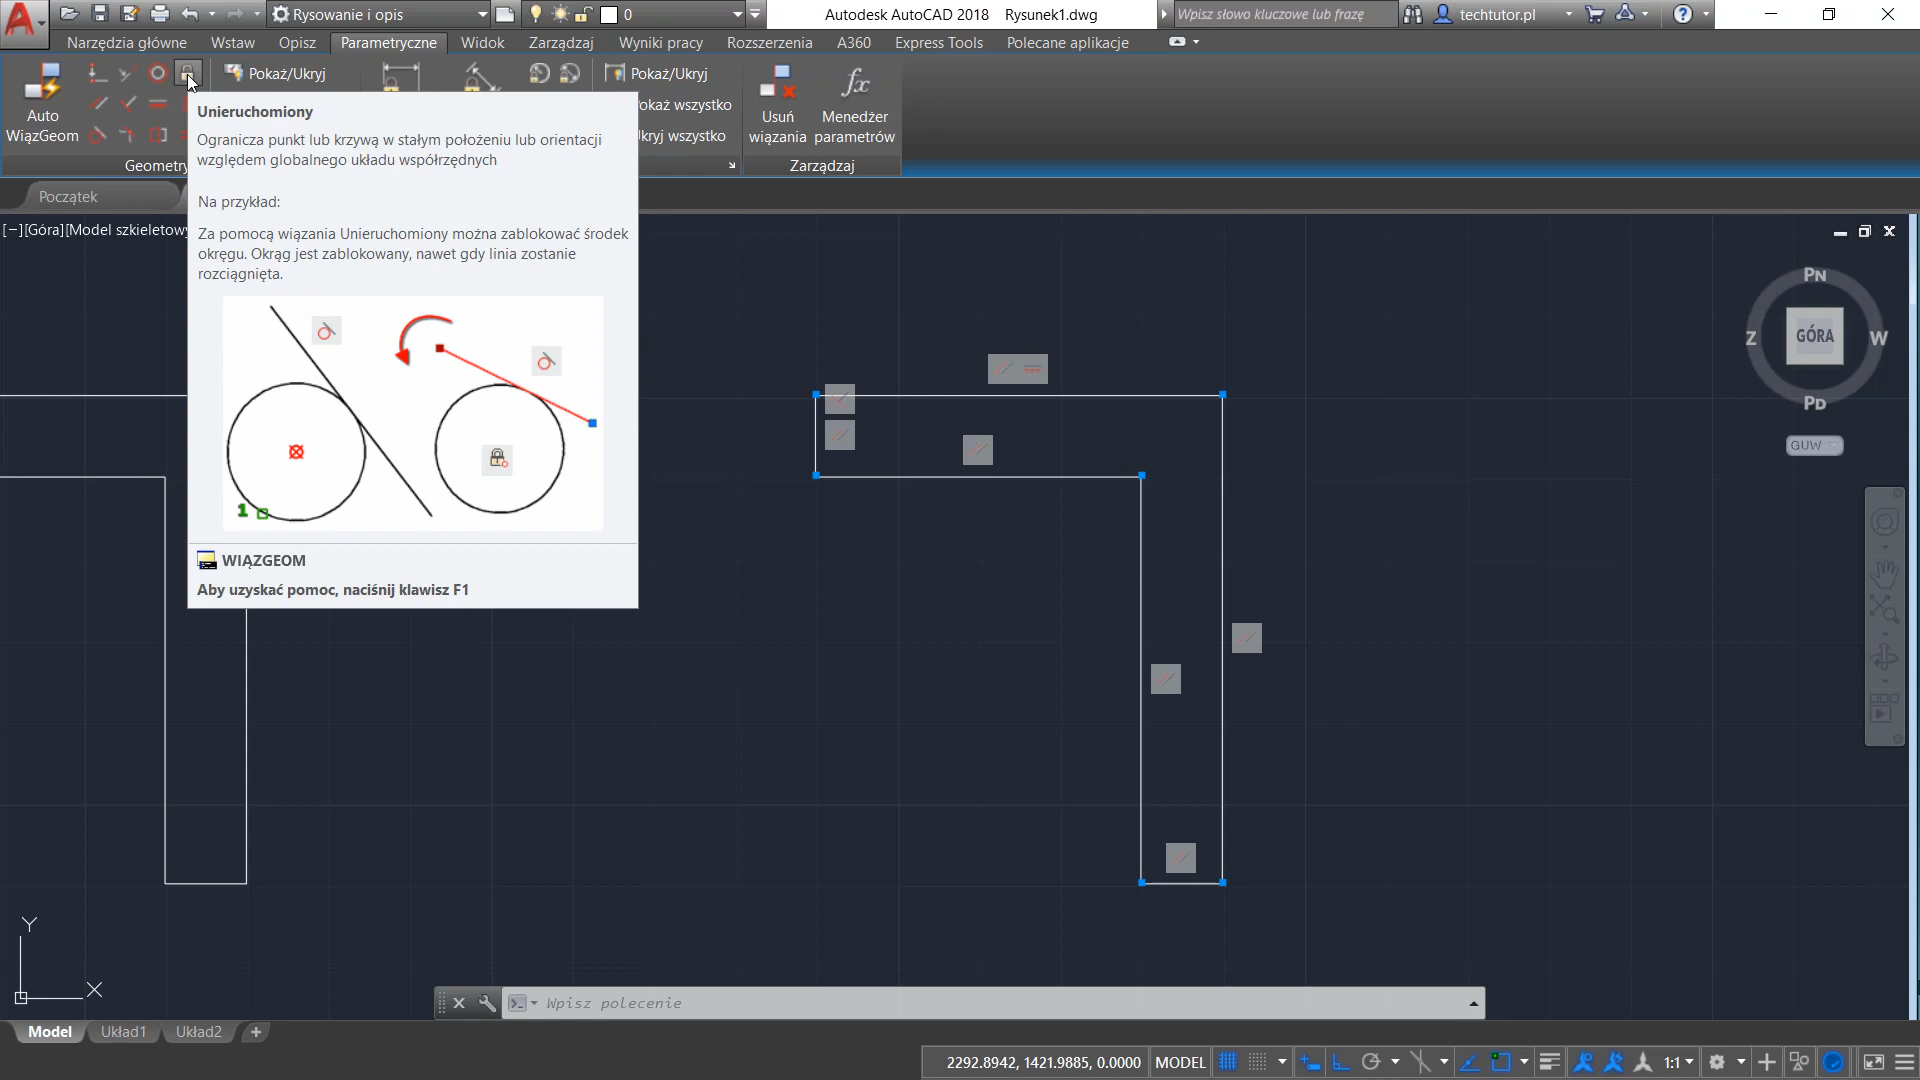 Rysowanie i opis
0
Autodesk AutoCAD 2018 Rysunek1.dwg
Wpisz słowo kluczowe lub frazę
techtutor.pl
Narzędzia główne
Wstaw
Opisz
Parametryczne
Widok
Zarządzaj
Wyniki pracy
Rozszerzenia
A360
Express Tools
Polecane aplikacje
Auto
WiązGeom
Pokaż/Ukryj
Pokaż/Ukryj
okaż wszystko
kryj wszystko
fx
Usuń
wiązania
Menedżer
parametrów
Geometry
Zarządzaj
Początek
[−][Góra][Model szkieletowy
Unieruchomiony
Ogranicza punkt lub krzywą w stałym położeniu lub orientacji
względem globalnego układu współrzędnych
Na przykład:
Za pomocą wiązania Unieruchomiony można zablokować środek
okręgu. Okrąg jest zablokowany, nawet gdy linia zostanie
rozciągnięta.
1
WIĄZGEOM
Aby uzyskać pomoc, naciśnij klawisz F1
PN
Z
GÓRA
W
PD
GUW
Y
X
Wpisz polecenie
Model
Układ1
Układ2
+
2292.8942, 1421.9885, 0.0000
MODEL
1:1